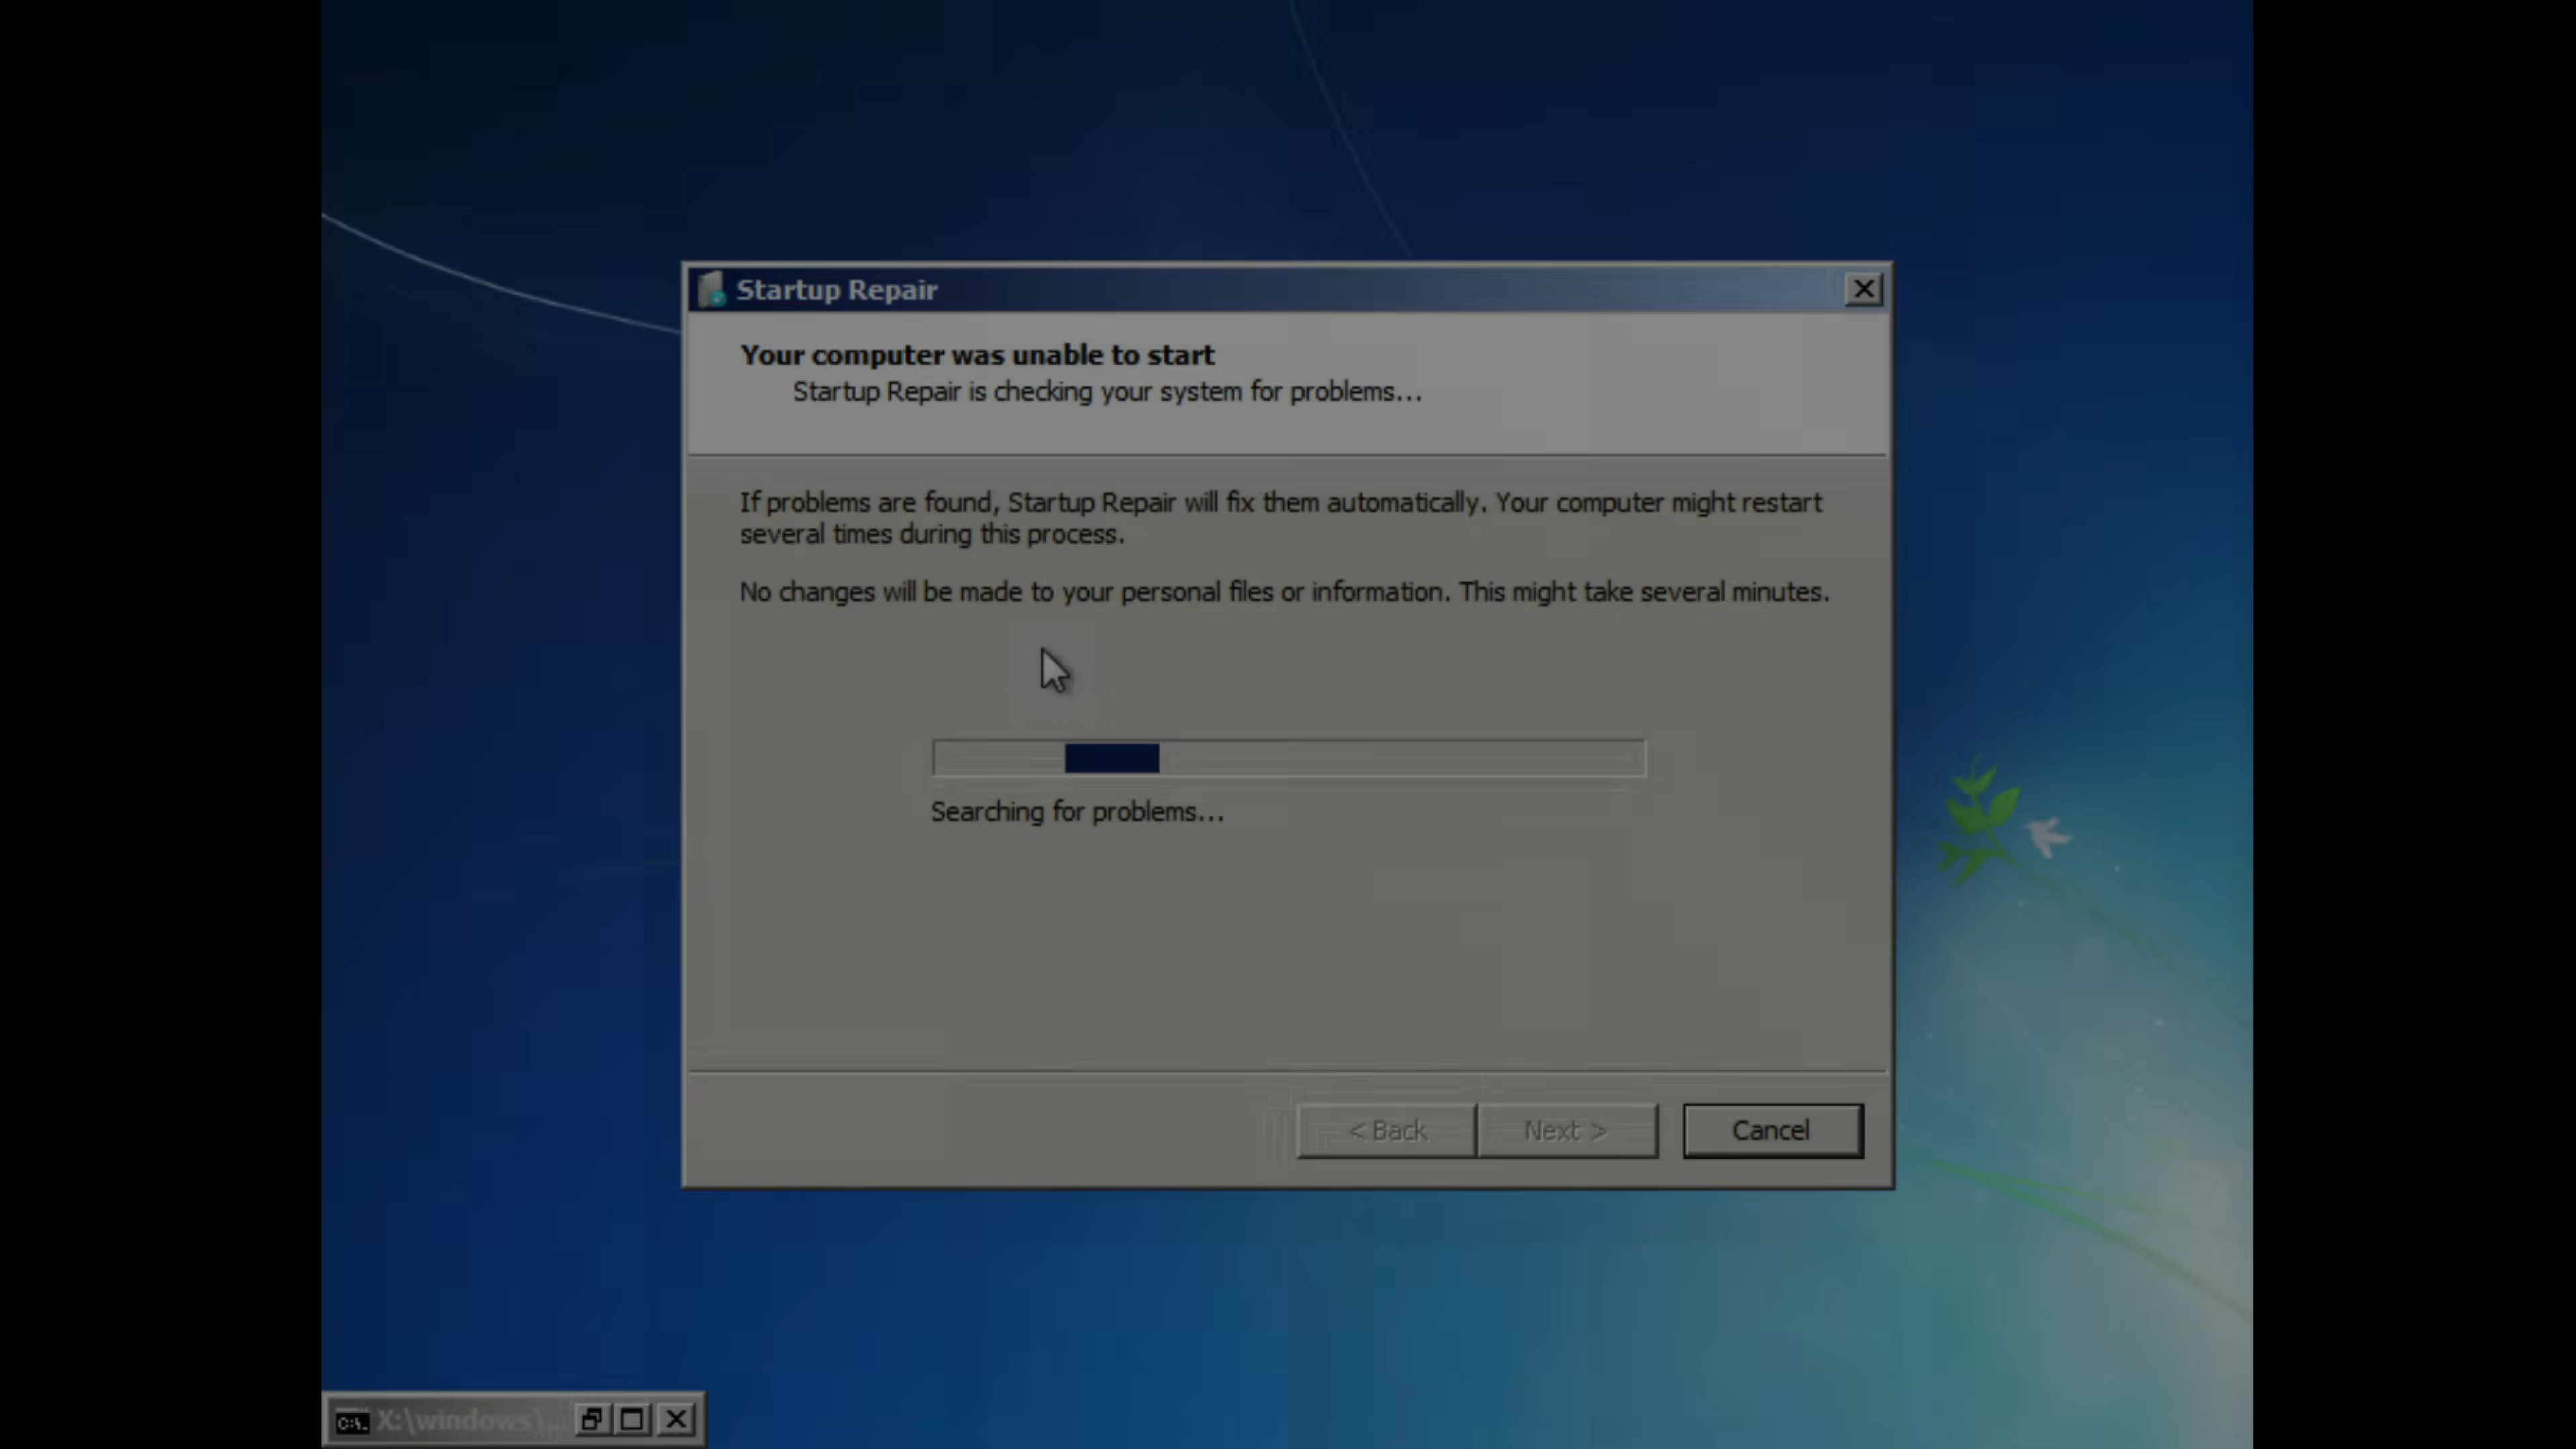 Startup Repair
Your computer was unable to start
Startup Repair is checking your system for problems...
If problems are found, Startup Repair will fix them automatically. Your computer might restart
several times during this process.
No changes will be made to your personal files or information. This might take several minutes.
Searching for problems...
< Back
Next >
Cancel
C:\.
X:\windows\...